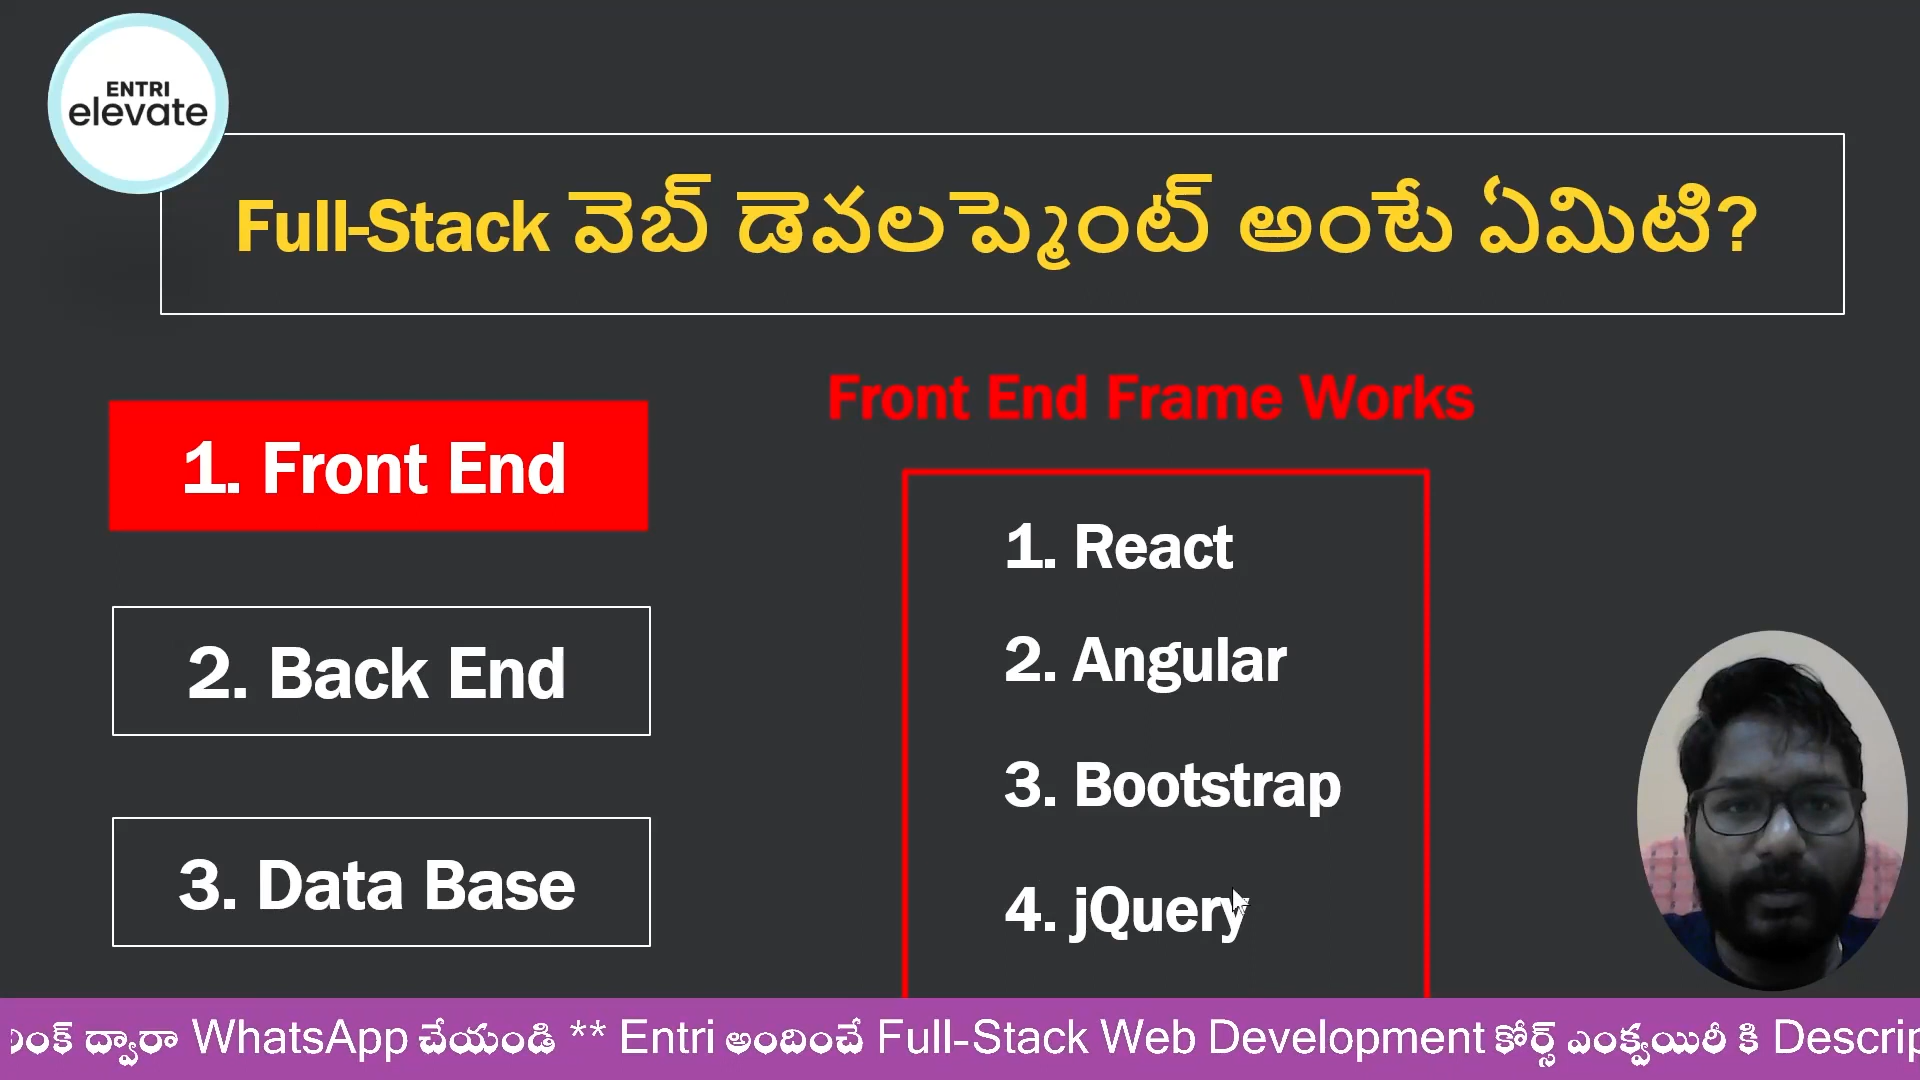 ENTRI
elevate
Full-Stack వెబ్ డెవలప్మెంట్ అంటే ఏమిటి?
Front End Frame Works
1. Front End
1. React
2. Angular
2. Back End
3. Bootstrap
3. Data Base
4. jQuery
ద్వారా WhatsApp చేయండి ** Entri అందించే Full-Stack Web Development కోర్స్ ఎంక్వయిరీ కి